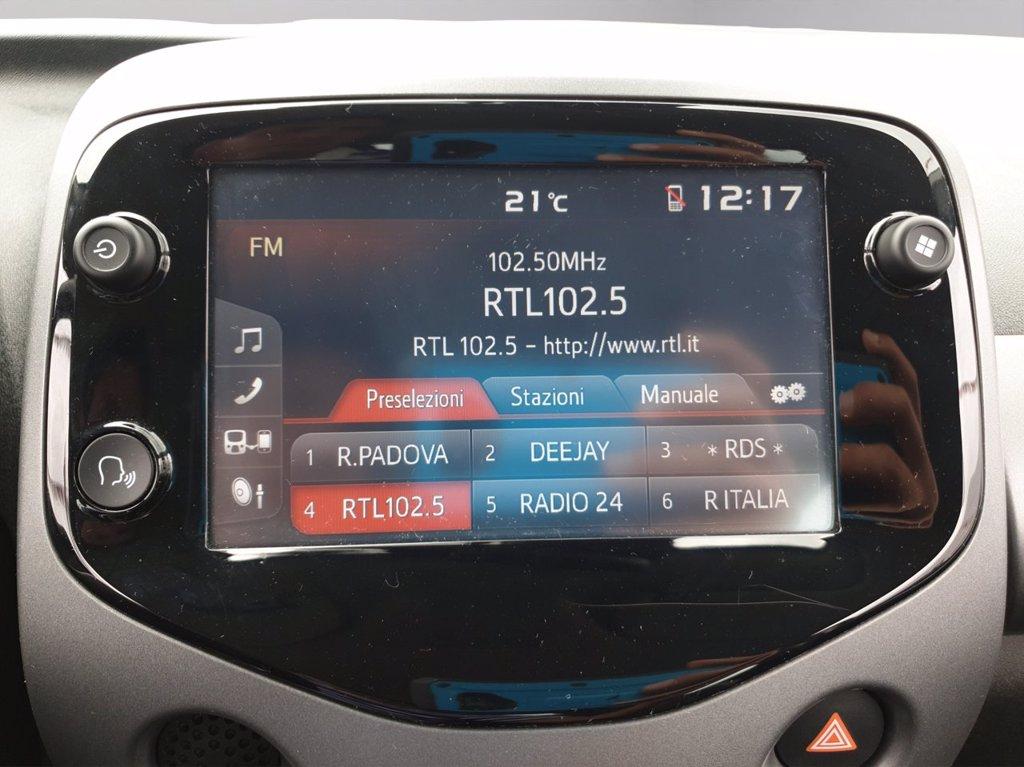 21°C 12:17
FM
102.50MHz
RTL102.5
RTL 102.5 - http://www.rtl.it
Preselezioni Stazioni Manuale
1 R.PADOVA 2 DEEJAY 3 * RDS *
4 RTL102.5 5 RADIO 24 6 R ITALIA